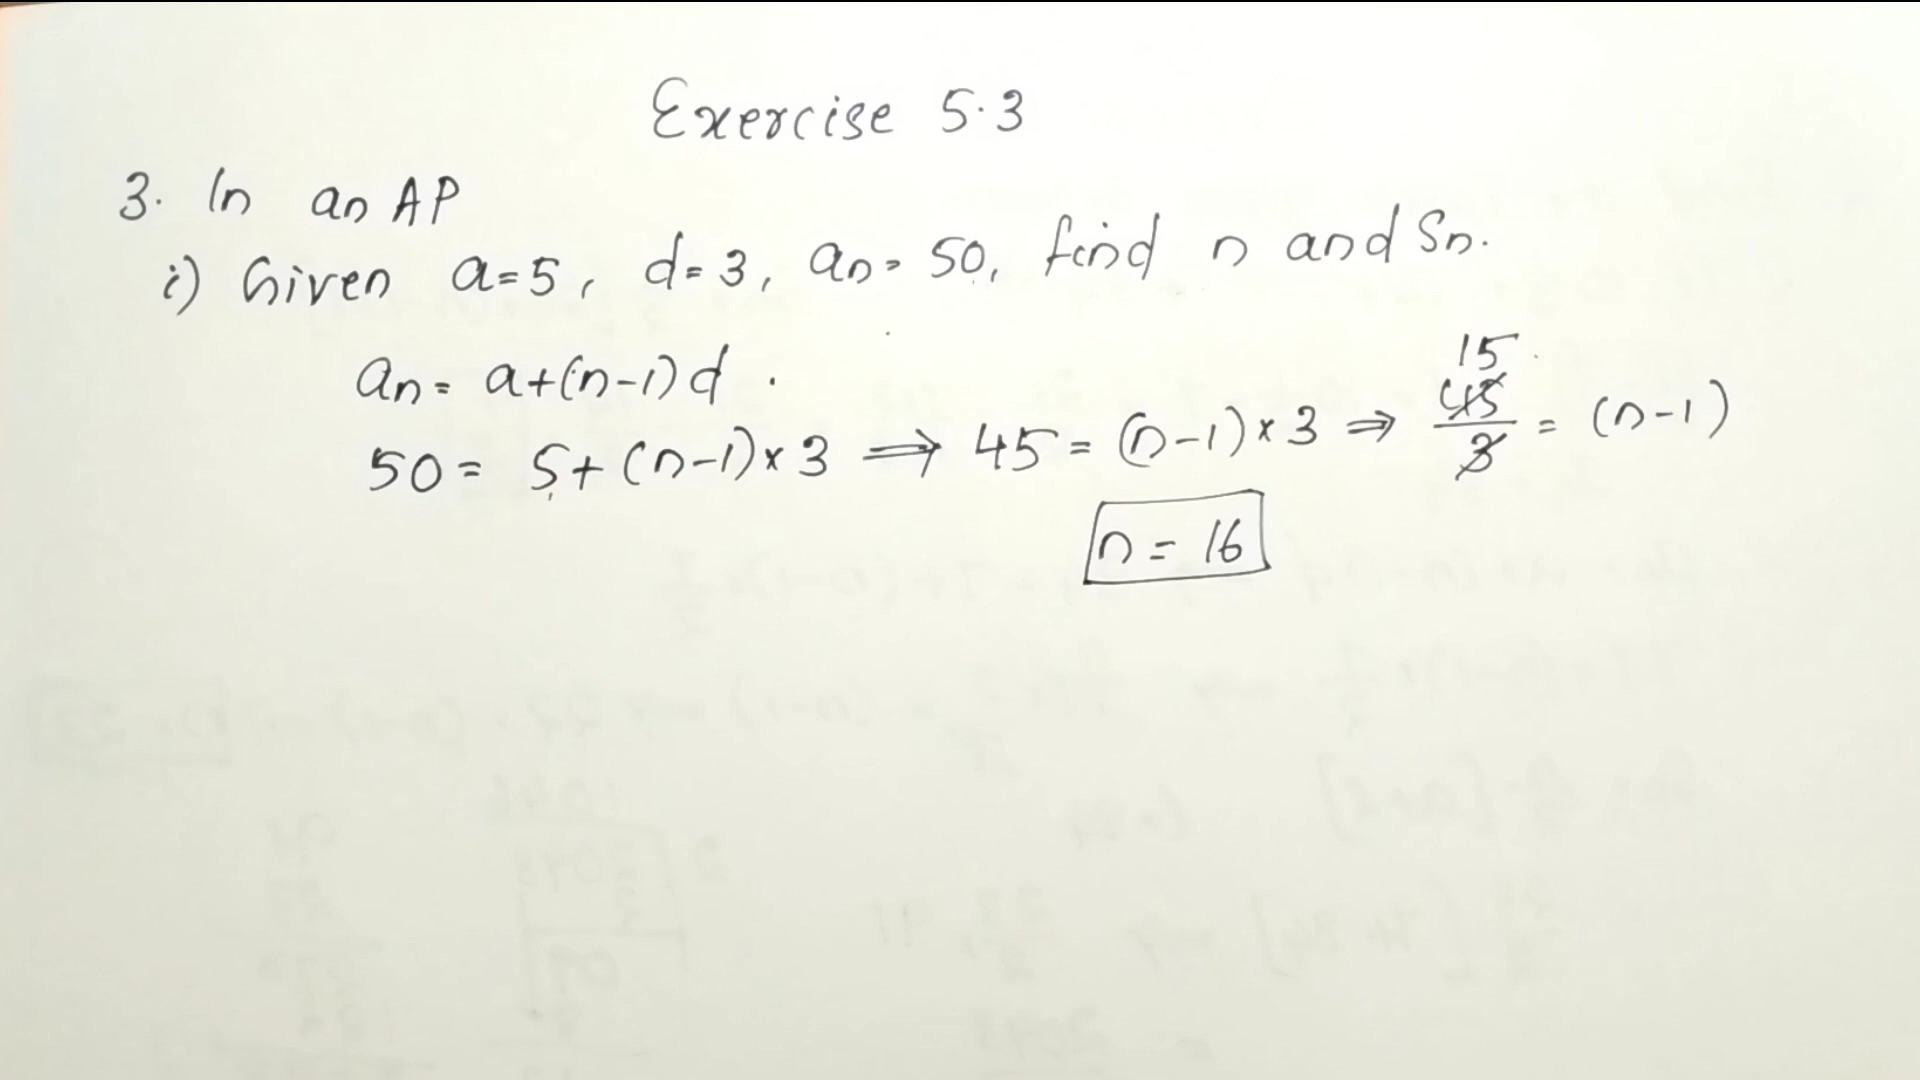 Exercise 5.3
3. In an AP
i) Given a=5, d=3, an=50, find n and Sn.
an = a+(n-1)d.
50 = 5+(n-1)×3 ⟹ 45 = (n-1)×3 ⟹ 45/3 = (n-1)
15
n = 16